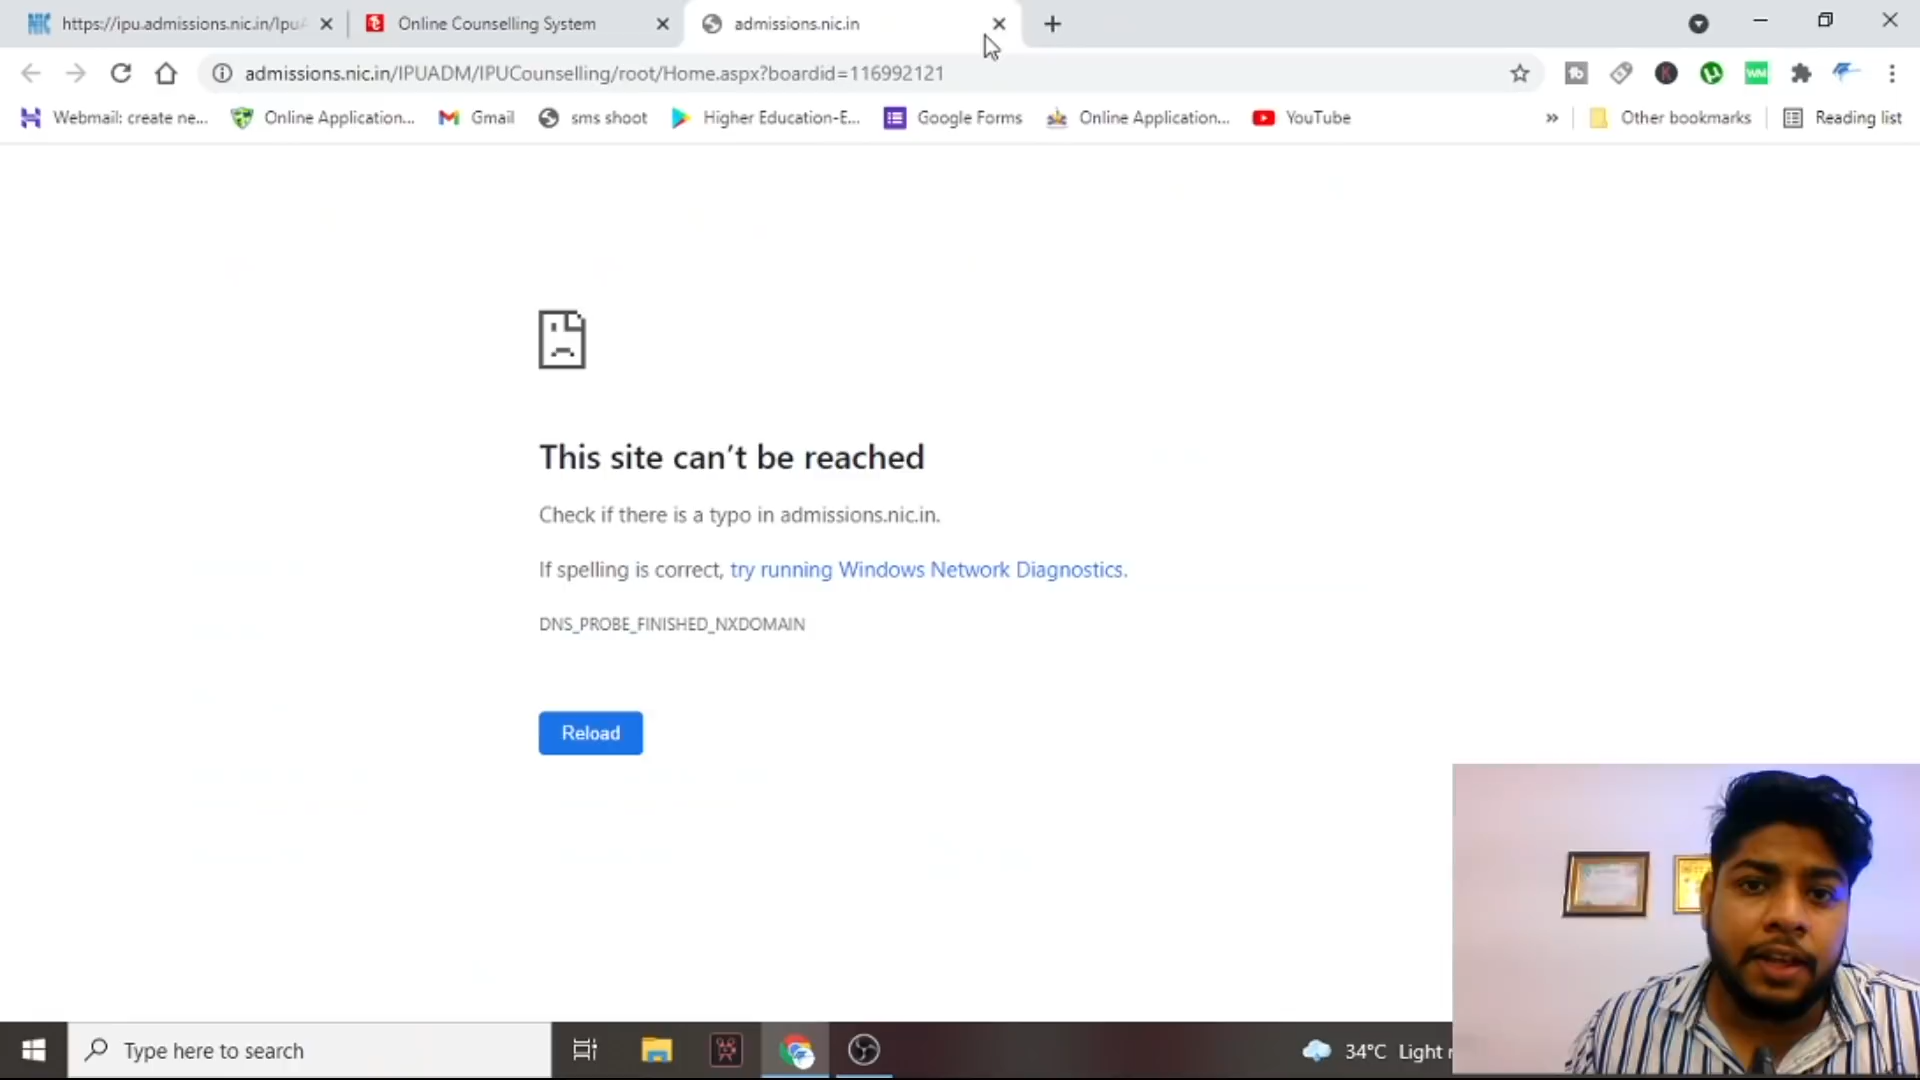 https://ipu.admissions.nic.in/Ipu
Online Counselling System
admissions.nic.in
admissions.nic.in/IPUADM/IPUCounselling/root/Home.aspx?boardid=116992121
Webmail: create ne...
Online Application...
Gmail
sms shoot
Higher Education-E...
Google Forms
Online Application...
YouTube
»
Other bookmarks
Reading list
This site can’t be reached
Check if there is a typo in admissions.nic.in.
If spelling is correct, try running Windows Network Diagnostics.
DNS_PROBE_FINISHED_NXDOMAIN
Reload
Type here to search
34°C Light